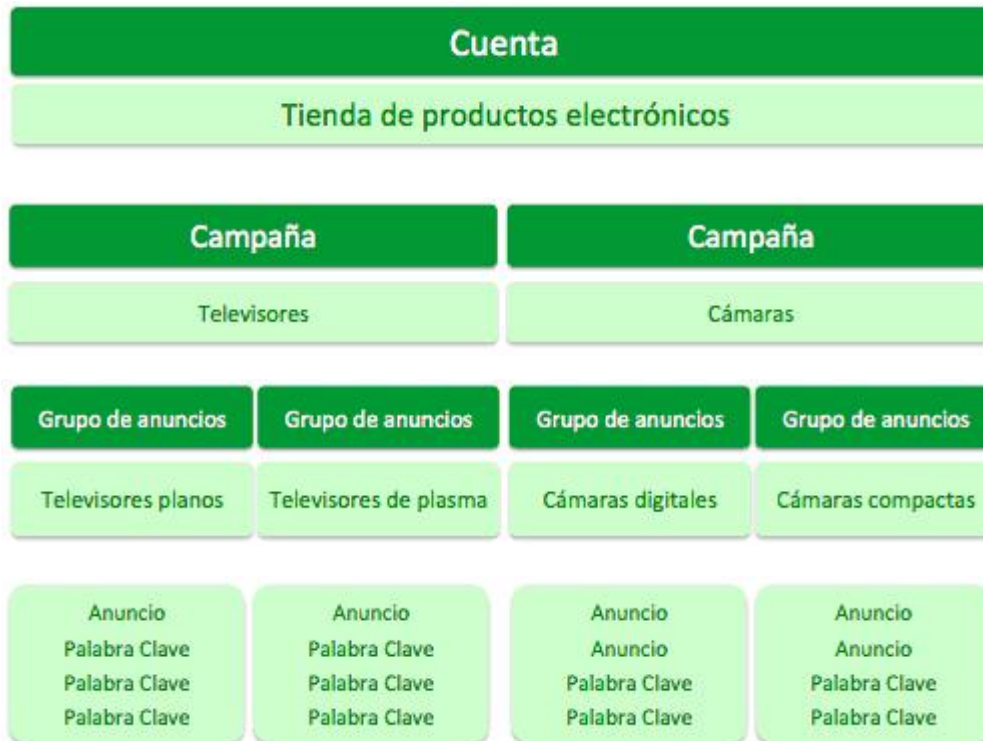 Cuenta
Tienda de productos electrónicos
Campaña
Campaña
Televisores
Cámaras
Grupo de anuncios
Grupo de anuncios
Grupo de anuncios
Grupo de anuncios
Televisores planos
Televisores de plasma
Cámaras digitales
Cámaras compactas
Anuncio
Palabra Clave
Palabra Clave
Palabra Clave
Anuncio
Palabra Clave
Palabra Clave
Palabra Clave
Anuncio
Anuncio
Palabra Clave
Palabra Clave
Anuncio
Anuncio
Palabra Clave
Palabra Clave